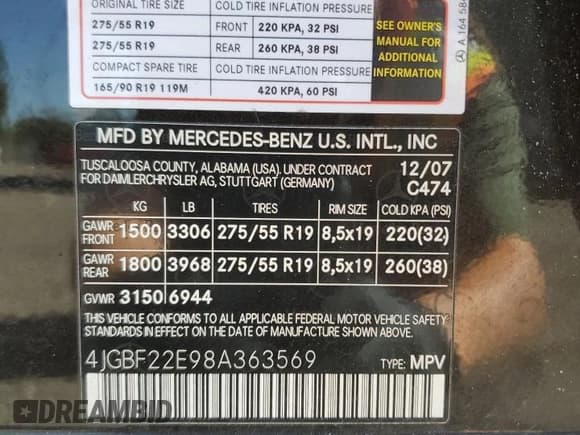 ORIGINAL TIRE SIZE COLD TIRE INFLATION PRESSURE
275/55 R19 FRONT 220 KPA, 32 PSI
275/55 R19 REAR 260 KPA, 38 PSI
COMPACT SPARE TIRE COLD TIRE INFLATION PRESSURE
165/90 R19 119M 420 KPA, 60 PSI
SEE OWNER'S
MANUAL FOR
ADDITIONAL
INFORMATION
A 164 584
MFD BY MERCEDES-BENZ U.S. INTL., INC
TUSCALOOSA COUNTY, ALABAMA (USA). UNDER CONTRACT 12/07
FOR DAIMLERCHRYSLER AG, STUTTGART (GERMANY) C474
KG LB TIRES RIM SIZE COLD KPA (PSI)
GAWR FRONT 1500 3306 275/55 R19 8,5x19 220(32)
GAWR REAR 1800 3968 275/55 R19 8,5x19 260(38)
GVWR 3150 6944
THIS VEHICLE CONFORMS TO ALL APPLICABLE FEDERAL MOTOR VEHICLE SAFETY
STANDARDS IN EFFECT ON THE DATE OF MANUFACTURE SHOWN ABOVE.
4JGBF22E98A363569 TYPE: MPV
DREAMBID